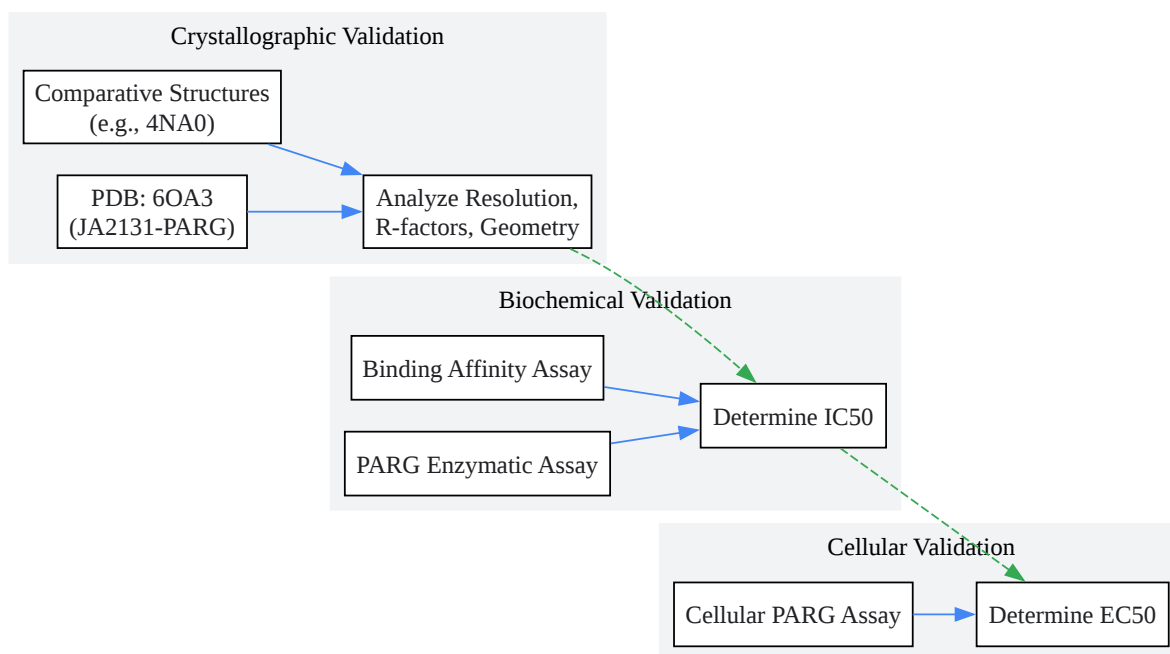 Crystallographic Validation
Comparative Structures
(e.g., 4NA0)
PDB: 6OA3
(JA2131-PARG)
Analyze Resolution,
R-factors, Geometry
Biochemical Validation
Binding Affinity Assay
PARG Enzymatic Assay
Determine IC50
Cellular Validation
Cellular PARG Assay
Determine EC50